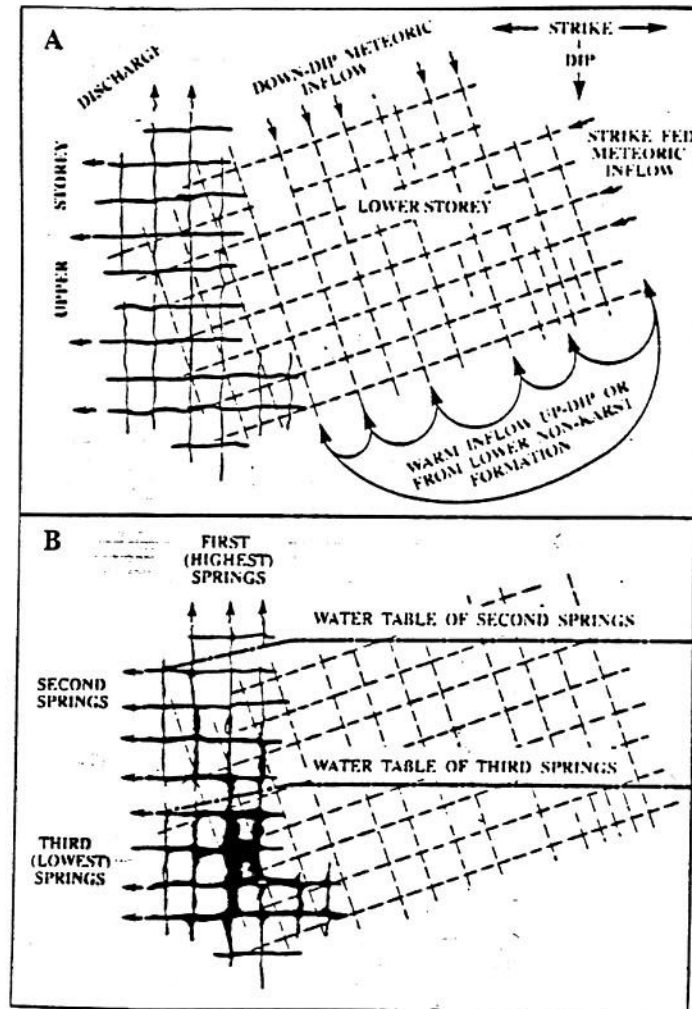 A
STRIKE
DIP
DISCHARGE
DOWN-DIP METEORIC
INFLOW
STRIKE FED
METEORIC
INFLOW
UPPER STOREY
LOWER STOREY
WARM INFLOW UP-DIP OR
FROM LOWER NON-KARST
FORMATION
B
FIRST
(HIGHEST)
SPRINGS
WATER TABLE OF SECOND SPRINGS
SECOND
SPRINGS
WATER TABLE OF THIRD SPRINGS
THIRD
(LOWEST)
SPRINGS